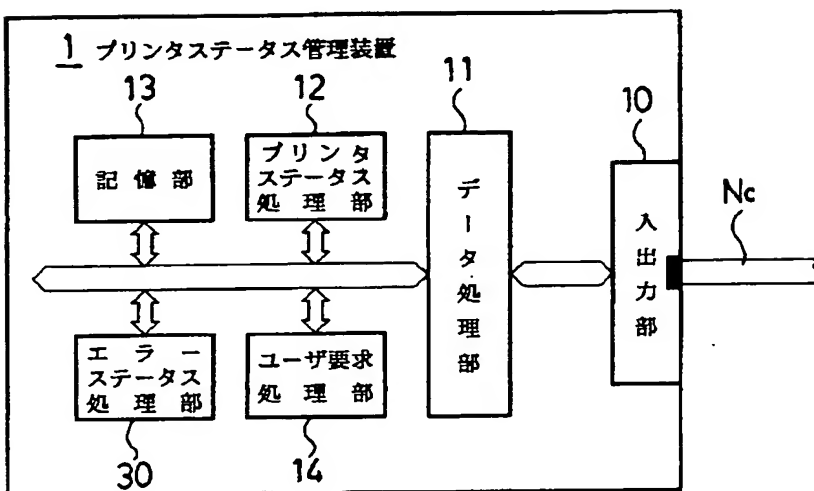 1 プリンタステータス管理装置
13
12
11
10
記憶部
プリンタ
ステータス
処理部
データ処理部
入出力部
Nc
エラー
ステータス
処理部
ユーザ要求
処理部
30
14